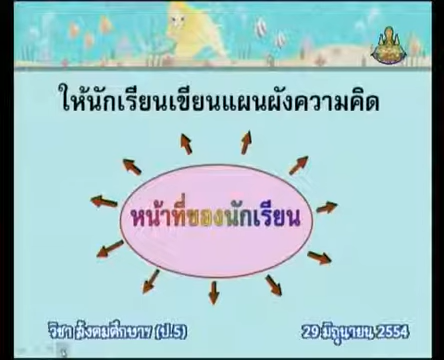 ให้นักเรียนเขียนแผนผังความคิด
หน้าที่ของนักเรียน
วิชา สังคมศึกษาฯ (ป.5)
29 มิถุนายน 2554